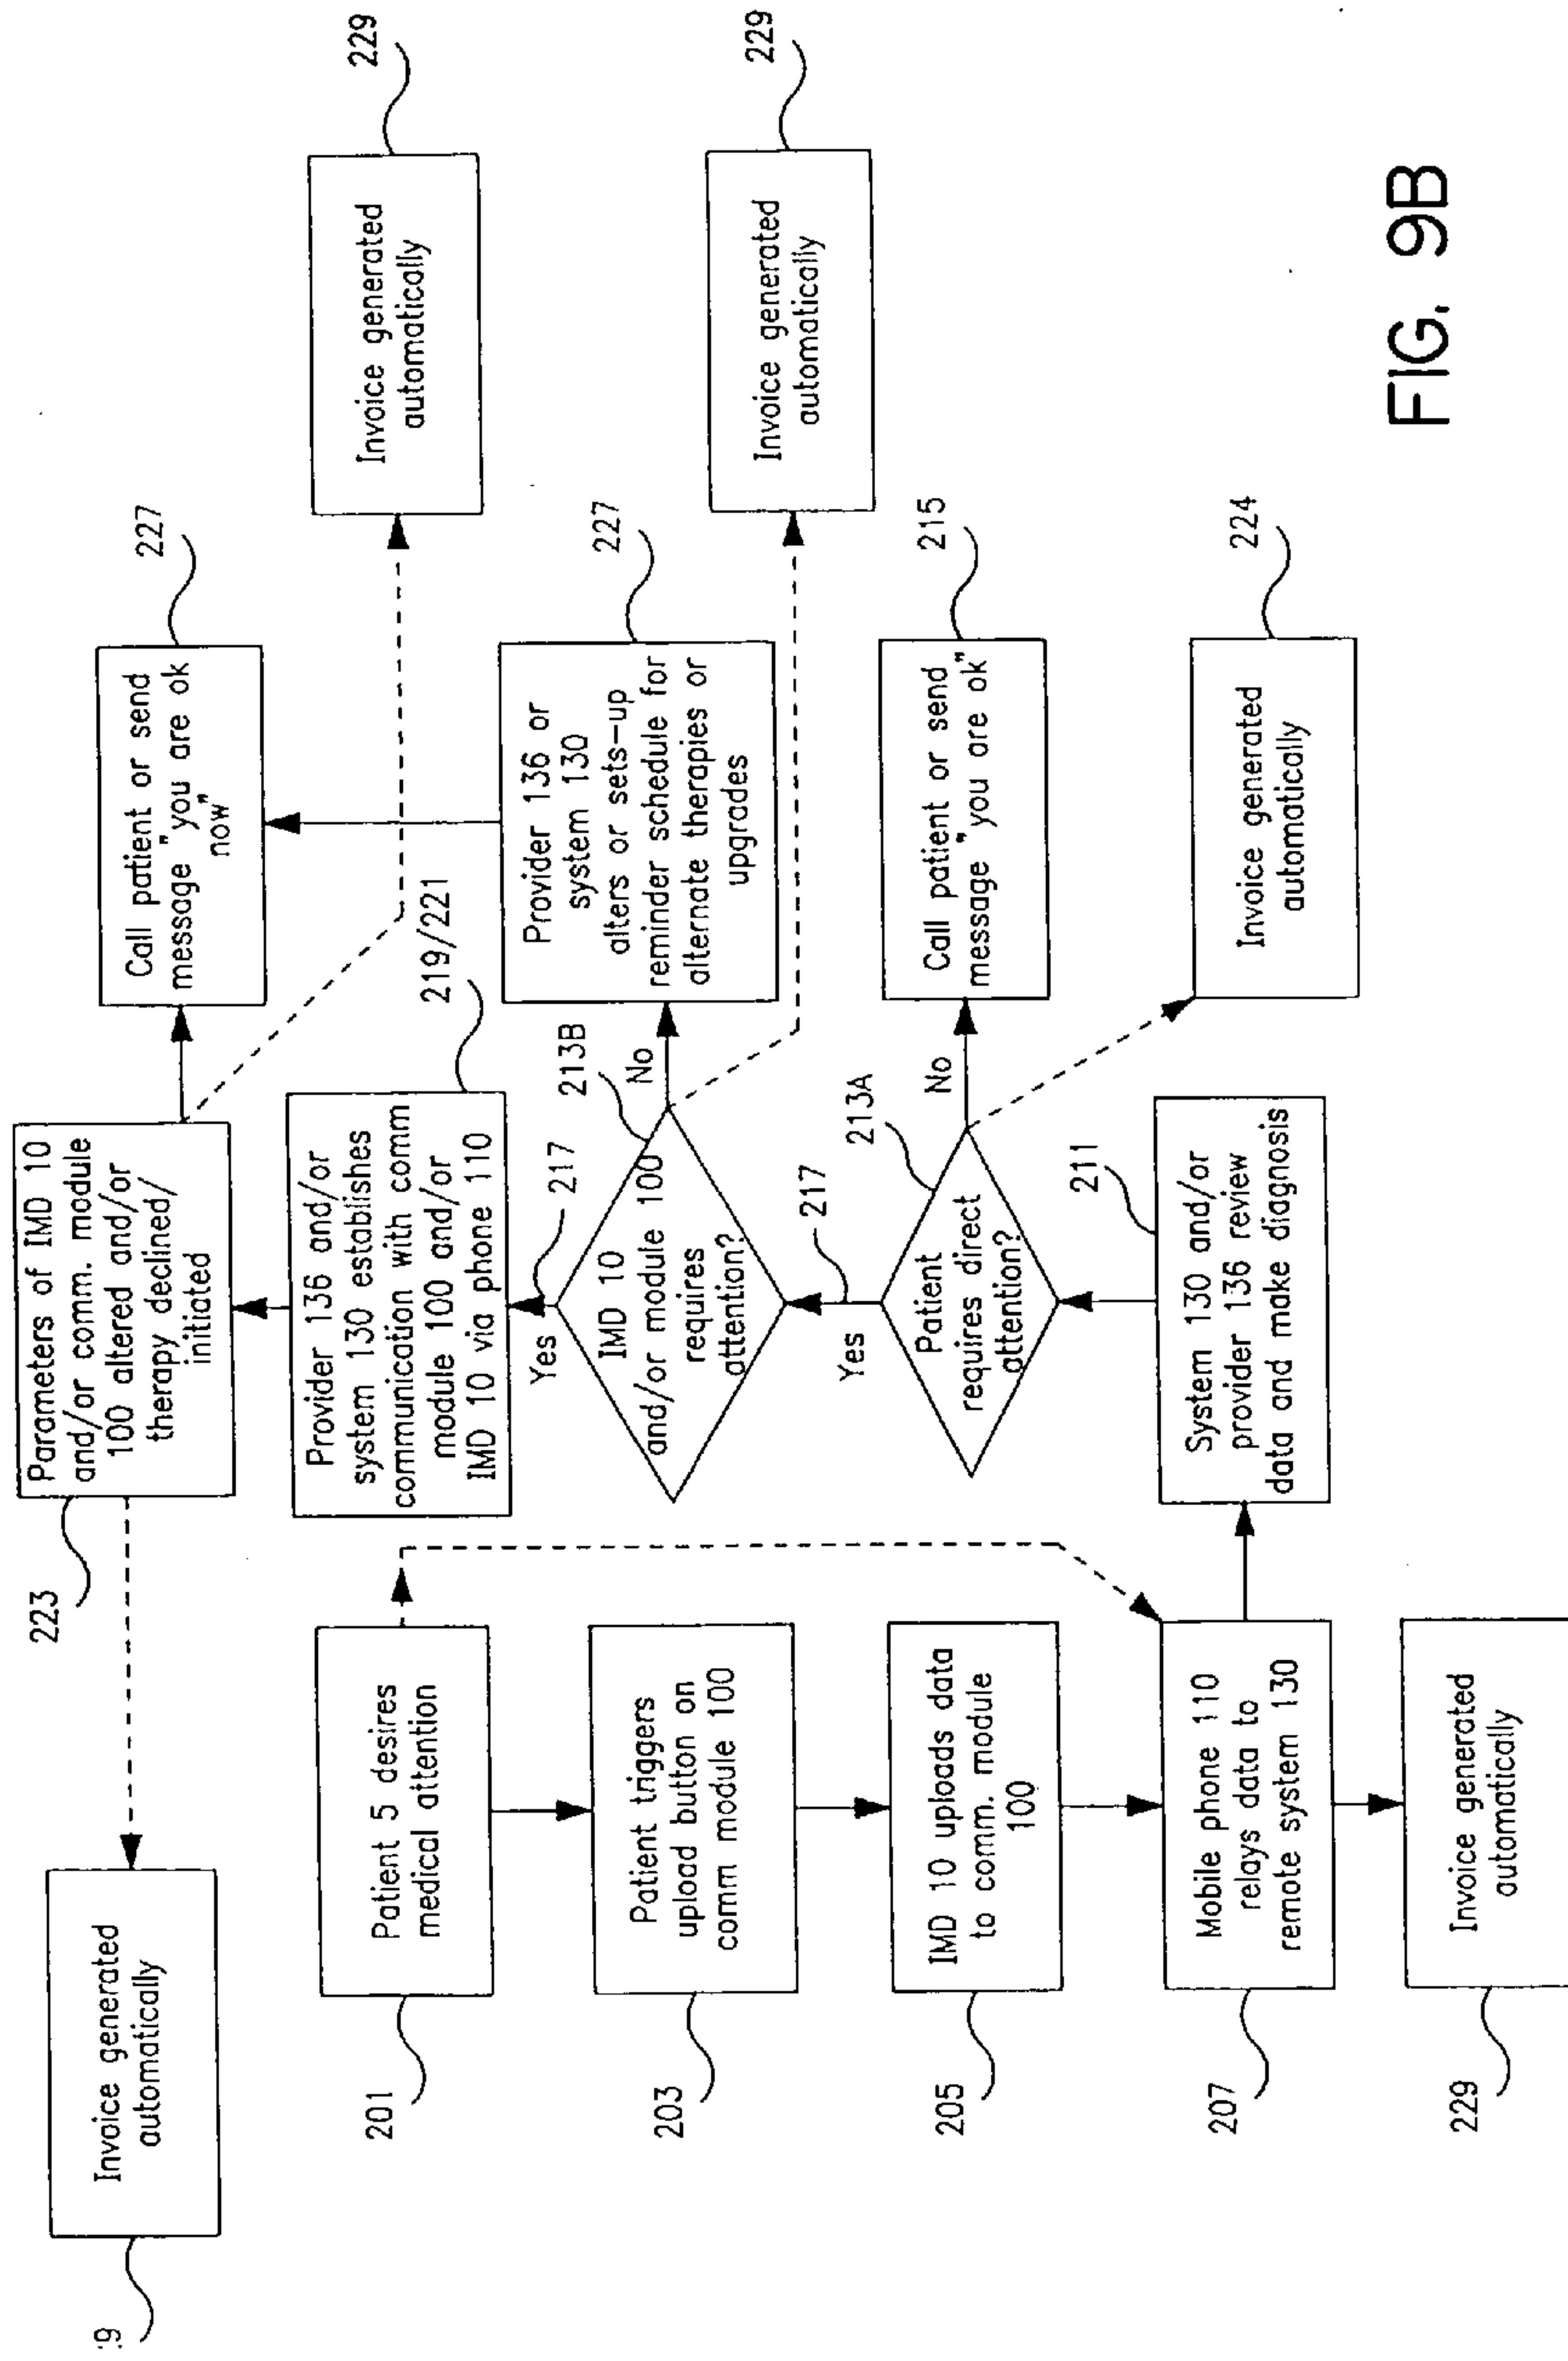 Invoice generated
automatically
:9
Parameters of IMD 10
and/or comm. module
100 altered and/or
therapy declined/
initiated
223
Call patient or send
message "you are ok
now"
227
Invoice generated
automatically
229
Patient 5 desires
medical attention
201
Provider 136 and/or
system 130 establishes
communication with comm
module 100 and/or
IMD 10 via phone 110
219/221
Yes
217
Patient triggers
upload button on
comm module 100
203
IMD 10
and/or module 100
requires
attention?
213B
No
Provider 136 or
system 130
alters or sets-up
reminder schedule for
alternate therapies or
upgrades
227
Invoice generated
automatically
229
Yes
217
IMD 10 uploads data
to comm. module
100
205
Patient
requires direct
attention?
213A
No
Call patient or send
message "you are ok"
215
Mobile phone 110
relays data to
remote system 130
207
System 130 and/or
provider 136 review
data and make diagnosis
211
Invoice generated
automatically
224
Invoice generated
automatically
229
FIG. 9B